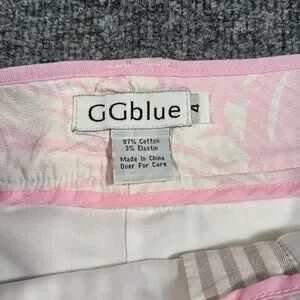 GGblue
4
97% Cotton
3% Elastin
Made In China
Over For Care